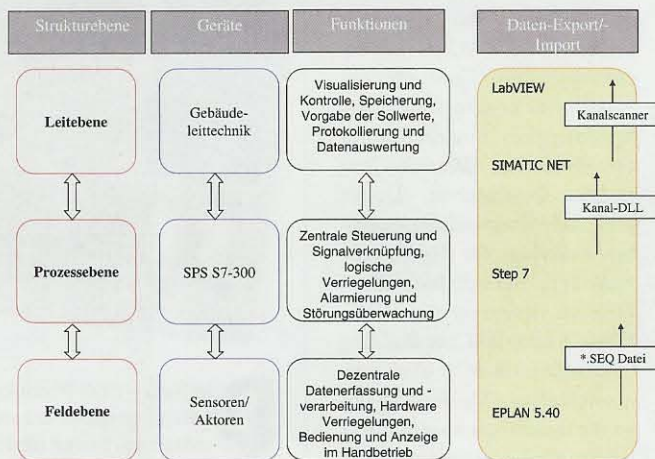 Strukturebene
Geräte
Funktionen
Daten-Export/-
Import
Leitebene
Gebäude-
leittechnik
Visualisierung und
Kontrolle, Speicherung,
Vorgabe der Sollwerte,
Protokollierung und
Datenauswertung
LabVIEW
Kanalscanner
SIMATIC NET
Kanal-DLL
Prozessebene
SPS S7-300
Zentrale Steuerung und
Signalverknüpfung,
logische
Verriegelungen,
Alarmierung und
Störungsüberwachung
Step 7
*.SEQ Datei
Feldebene
Sensoren/
Aktoren
Dezentrale
Datenerfassung und -
verarbeitung, Hardware
Verriegelungen,
Bedienung und Anzeige
im Handbetrieb
EPLAN 5.40